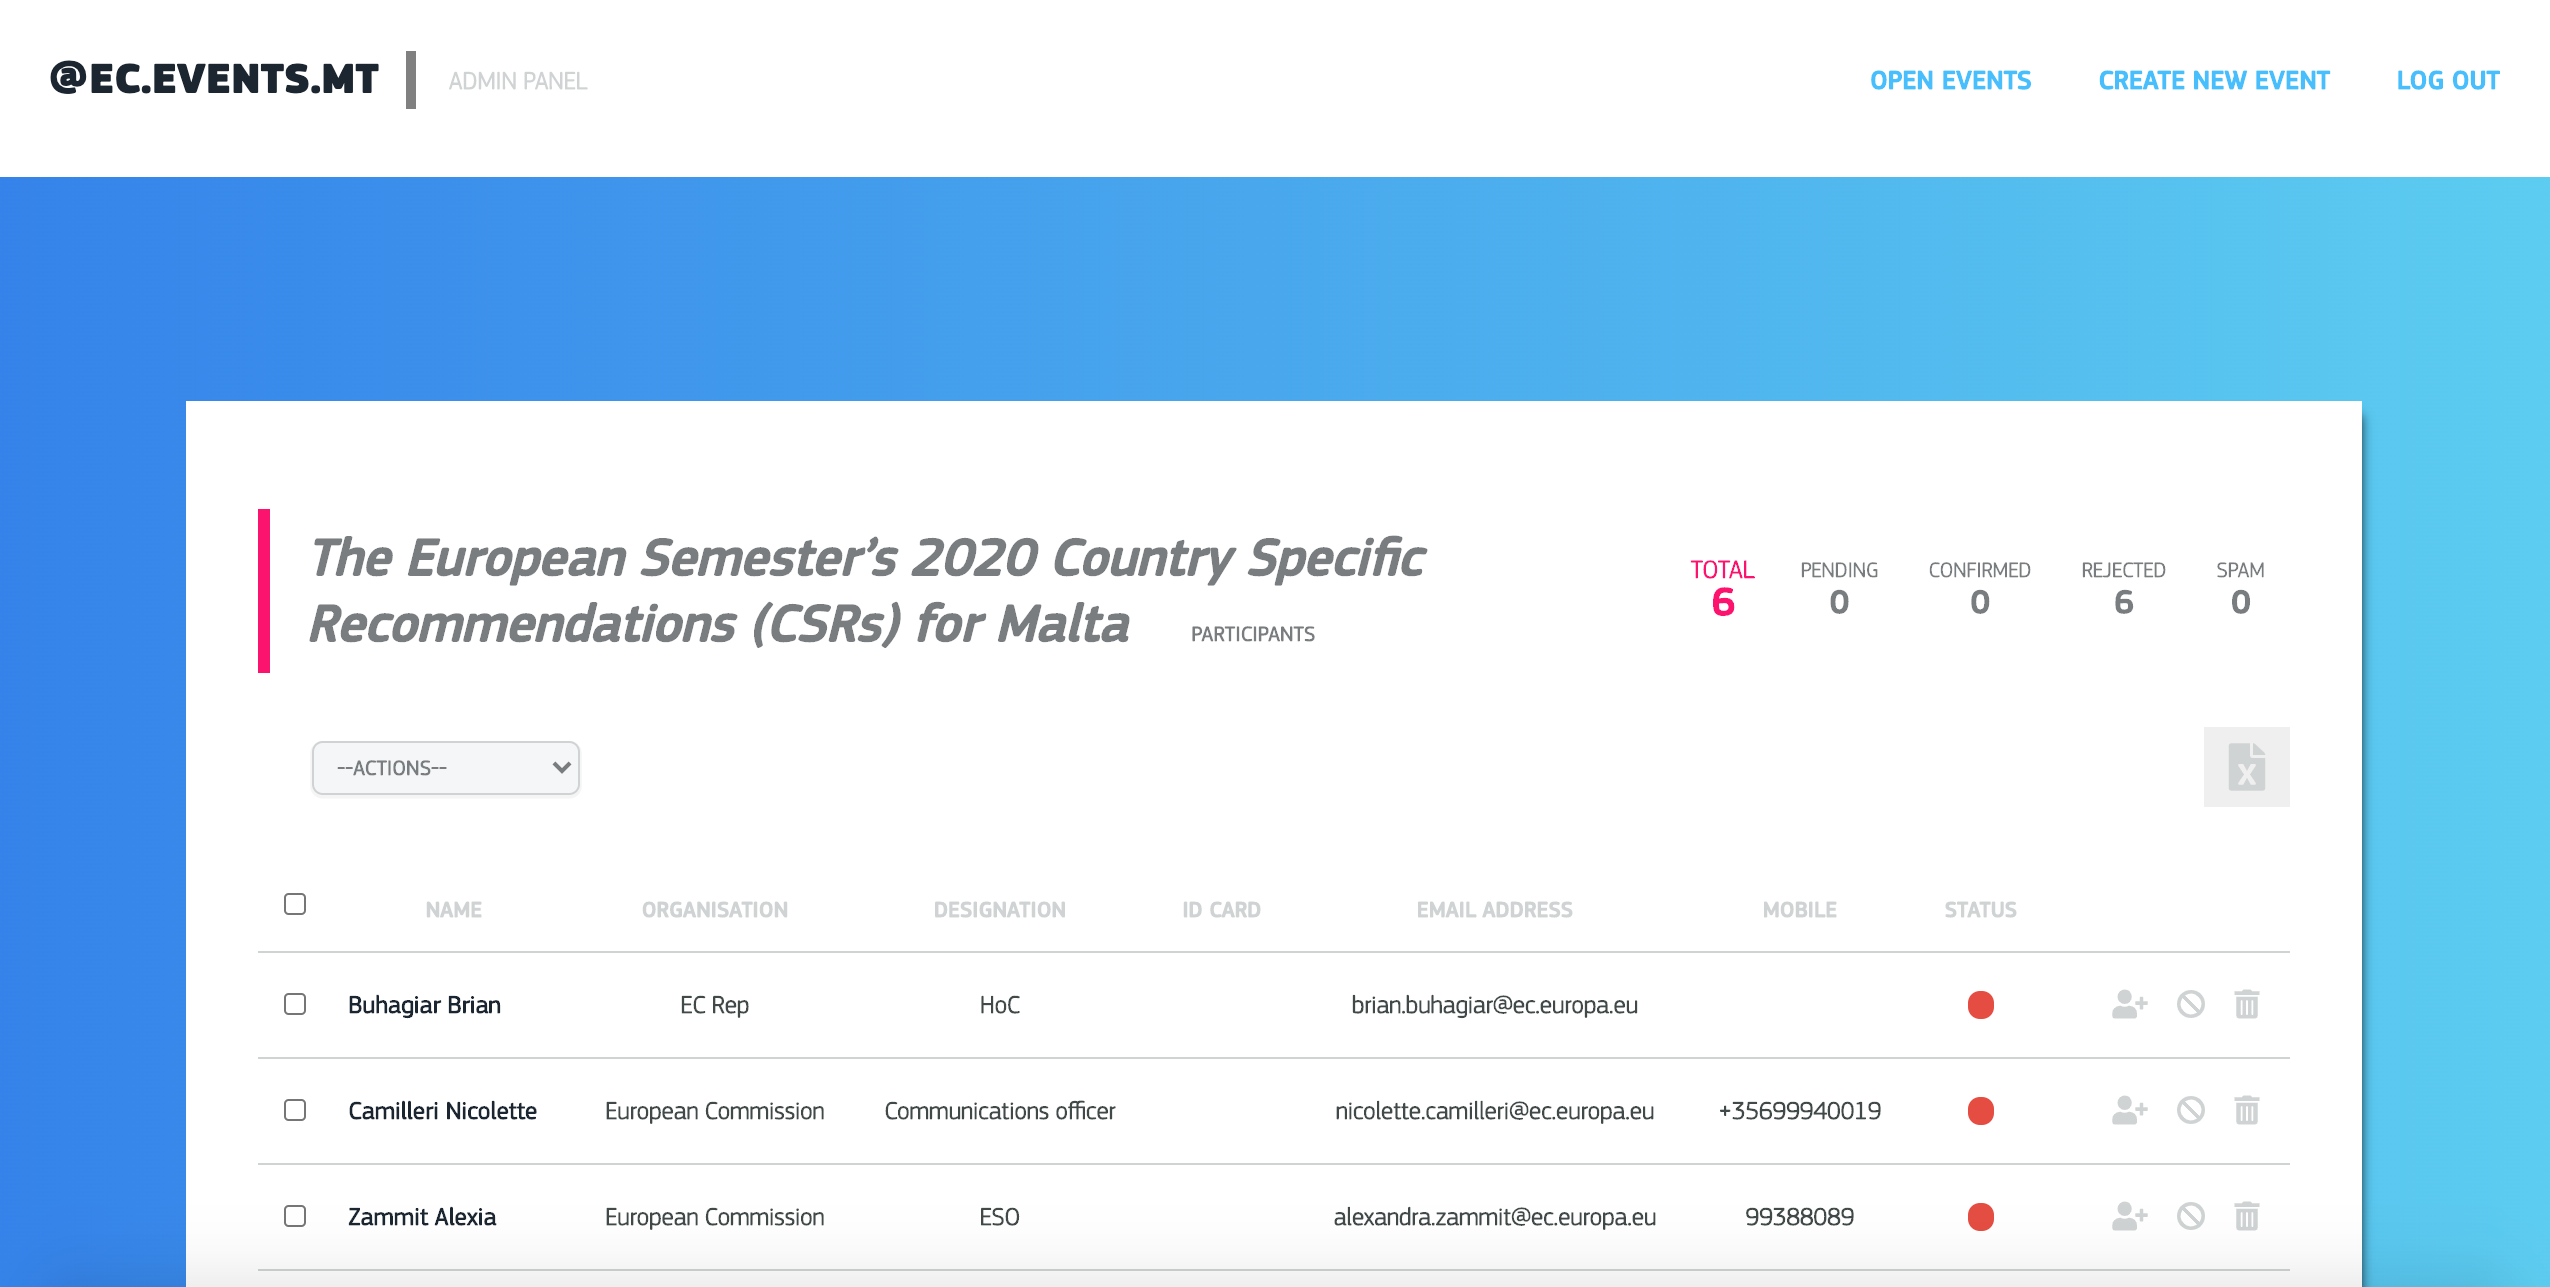 @EC.EVENTS.MT ADMIN PANEL OPEN EVENTS CREATE NEW EVENT LOG OUT
The European Semester’s 2020 Country Specific
Recommendations (CSRs) for Malta PARTICIPANTS
TOTAL PENDING CONFIRMED REJECTED SPAM
6 0 0 6 0
--ACTIONS--
X
NAME ORGANISATION DESIGNATION ID CARD EMAIL ADDRESS MOBILE STATUS
Buhagiar Brian EC Rep HoC brian.buhagiar@ec.europa.eu
Camilleri Nicolette European Commission Communications officer nicolette.camilleri@ec.europa.eu +35699940019
Zammit Alexia European Commission ESO alexandra.zammit@ec.europa.eu 99388089